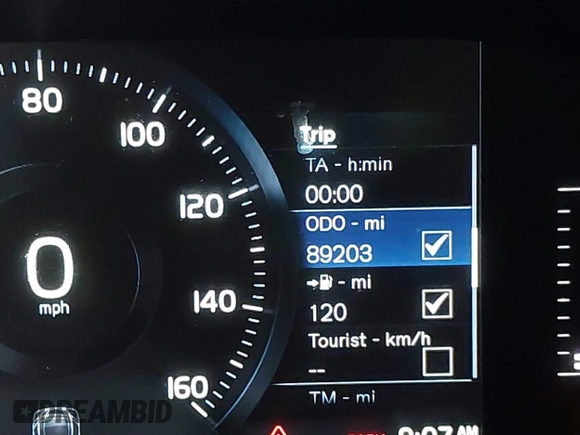 80
100
120
140
160
0
mph
Trip
TA - h:min
00:00
ODO - mi
89203
- mi
120
Tourist - km/h
--
TM - mi
AM
DREAMBID